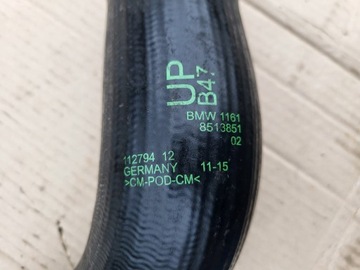 UP
B47
BMW 1161
8513851
02
112794 12
GERMANY 11-15
>CM-POD-CM<